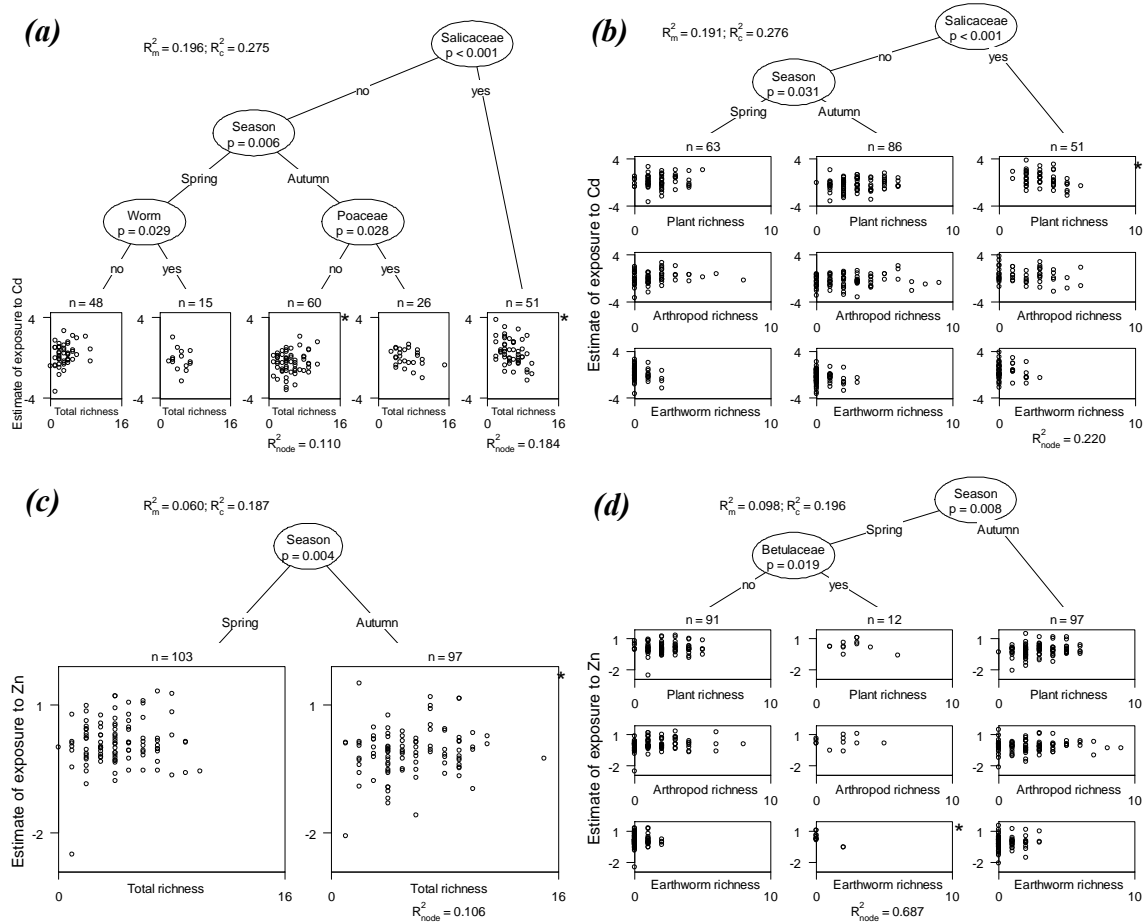 (a)
R²m = 0.196; R²c = 0.275
Salicaceae
p < 0.001
no
yes
Season
p = 0.006
Spring
Autumn
Worm
p = 0.029
Poaceae
p = 0.028
no
yes
no
yes
n = 48
n = 15
n = 60
n = 26
n = 51
Estimate of exposure to Cd
4
4
4
4
4
*
*
-4
-4
-4
-4
-4
Total richness
Total richness
Total richness
Total richness
Total richness
0
16
0
16
0
16
0
16
0
16
R²node = 0.110
R²node = 0.184
(b)
R²m = 0.191; R²c = 0.276
Salicaceae
p < 0.001
no
yes
Season
p = 0.031
Spring
Autumn
n = 63
n = 86
n = 51
Estimate of exposure to Cd
4
4
4
*
-4
-4
-4
Plant richness
Plant richness
Plant richness
0
10
0
10
0
10
4
4
4
-4
-4
-4
Arthropod richness
Arthropod richness
Arthropod richness
0
10
0
10
0
10
4
4
4
-4
-4
-4
Earthworm richness
Earthworm richness
Earthworm richness
0
10
0
10
0
10
R²node = 0.220
(c)
R²m = 0.060; R²c = 0.187
Season
p = 0.004
Spring
Autumn
n = 103
n = 97
Estimate of exposure to Zn
1
1
*
-2
-2
Total richness
Total richness
0
16
0
16
R²node = 0.106
(d)
R²m = 0.098; R²c = 0.196
Season
p = 0.008
Spring
Autumn
Betulaceae
p = 0.019
no
yes
n = 91
n = 12
n = 97
Estimate of exposure to Zn
1
1
1
-2
-2
-2
Plant richness
Plant richness
Plant richness
0
10
0
10
0
10
1
1
1
-2
-2
-2
Arthropod richness
Arthropod richness
Arthropod richness
0
10
0
10
0
10
1
1
1
*
-2
-2
-2
Earthworm richness
Earthworm richness
Earthworm richness
0
10
0
10
0
10
R²node = 0.687